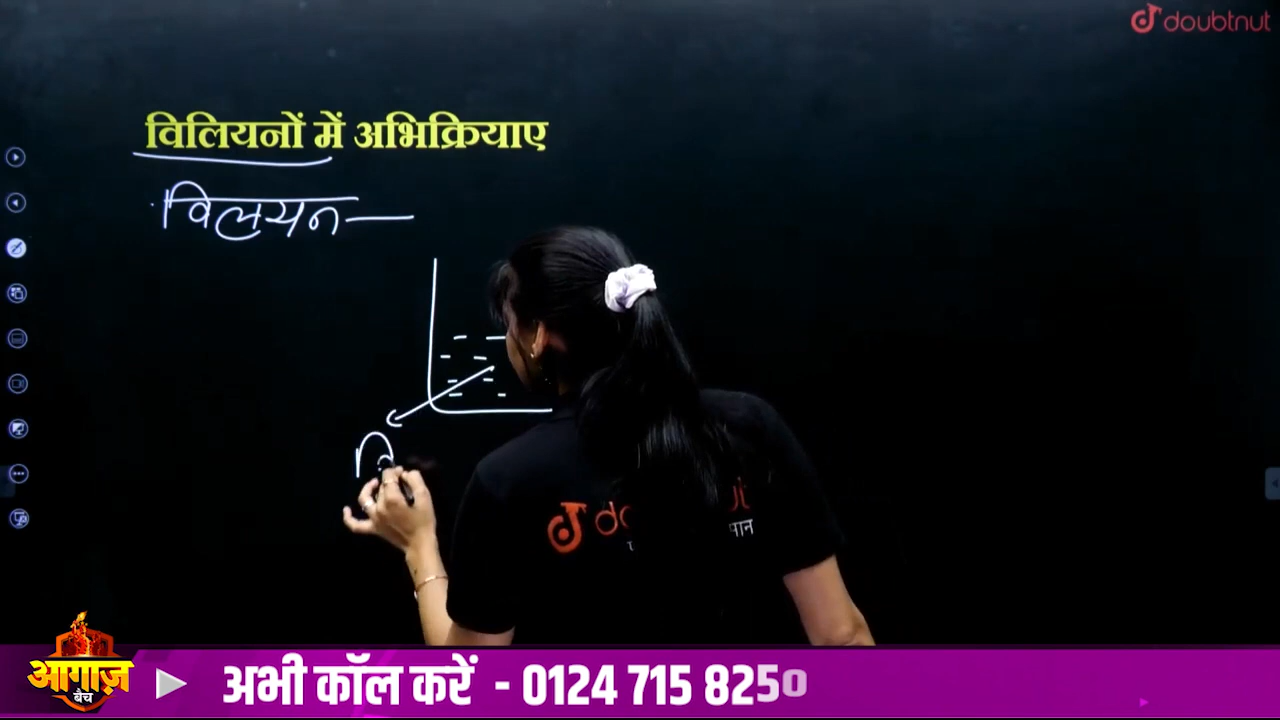 doubtnut
विलियनों में अभिक्रियाए
विलयन—
मान
आगाज़
बैच
अभी कॉल करें - 0124 715 8250